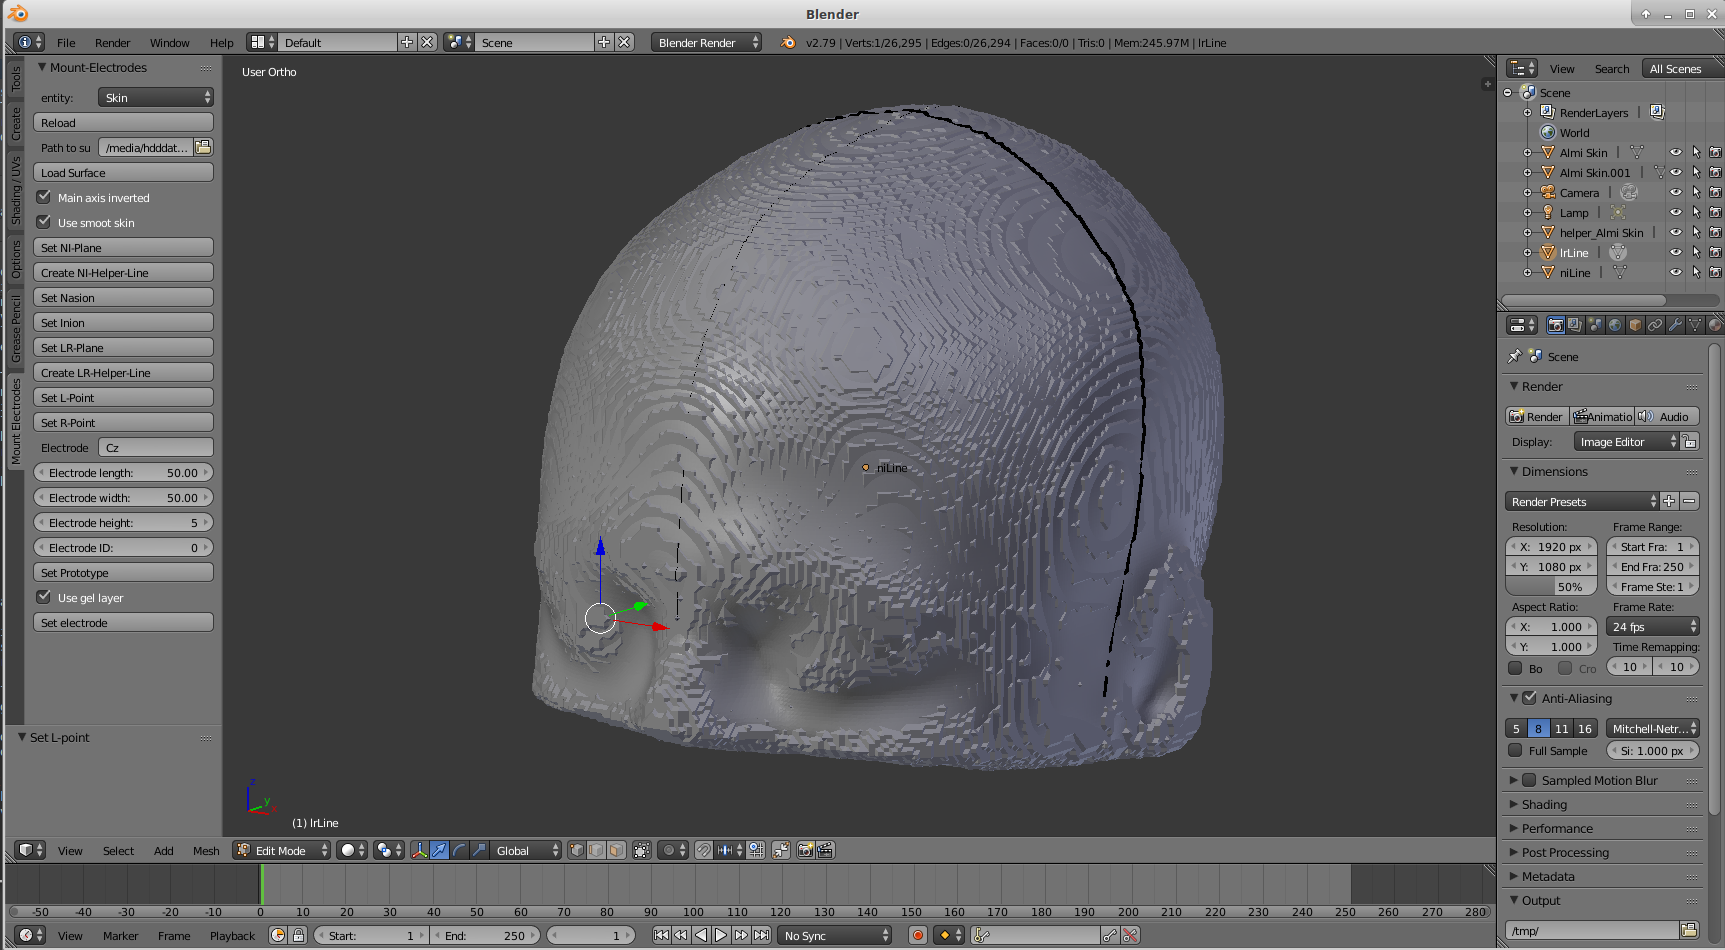 Blender
File Render Window Help Default Scene Blender Render v2.79 | Verts:1/26,295 | Edges:0/26,294 | Faces:0/0 | Tris:0 | Mem:245.97M | lrLine
Tools
Create
Shading / UVs
Options
Grease Pencil
Mount Electrodes
Mount-Electrodes
entity: Skin
Reload
Path to su /media/hdddat...
Load Surface
Main axis inverted
Use smoot skin
Set NI-Plane
Create NI-Helper-Line
Set Nasion
Set Inion
Set LR-Plane
Create LR-Helper-Line
Set L-Point
Set R-Point
Electrode Cz
Electrode length: 50.00
Electrode width: 50.00
Electrode height: 5
Electrode ID: 0
Set Prototype
Use gel layer
Set electrode
Set L-point
User Ortho
niLine
z
y
x
(1) lrLine
View Select Add Mesh Edit Mode Global
-50 -40 -30 -20 -10 0 10 20 30 40 50 60 70 80 90 100 110 120 130 140 150 160 170 180 190 200 210 220 230 240 250 260 270 280
View Marker Frame Playback Start: 1 End: 250 1 No Sync
View Search All Scenes
Scene
RenderLayers |
World
Almi Skin |
Almi Skin.001 |
Camera |
Lamp |
helper_Almi Skin |
lrLine |
niLine |
Scene
Render
Render Animatio Audio
Display: Image Editor
Dimensions
Render Presets
Resolution: Frame Range:
X: 1920 px Start Fra: 1
Y: 1080 px End Fra: 250
50% Frame Ste: 1
Aspect Ratio: Frame Rate:
X: 1.000 24 fps
Y: 1.000 Time Remapping:
Bo Cro 10 10
Anti-Aliasing
5 8 11 16 Mitchell-Netr...
Full Sample Si: 1.000 px
Sampled Motion Blur
Shading
Performance
Post Processing
Metadata
Output
/tmp/